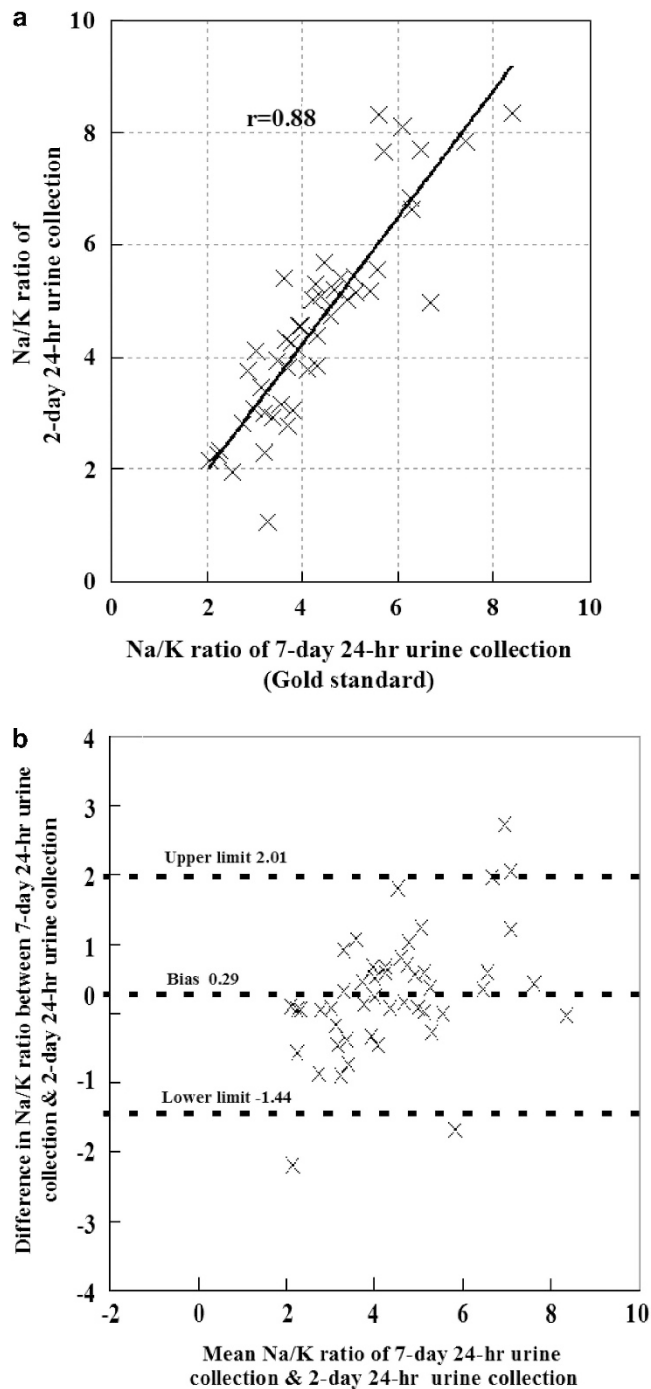 a
10
r=0.88
8
Na/K ratio of
2-day 24-hr urine collection
6
4
2
0
0 2 4 6 8 10
Na/K ratio of 7-day 24-hr urine collection
(Gold standard)
b
4
3
Upper limit 2.01
2
Difference in Na/K ratio between 7-day 24-hr urine
collection & 2-day 24-hr urine collection
1
Bias 0.29
0
-1
Lower limit -1.44
-2
-3
-4
-2 0 2 4 6 8 10
Mean Na/K ratio of 7-day 24-hr urine
collection & 2-day 24-hr urine collection